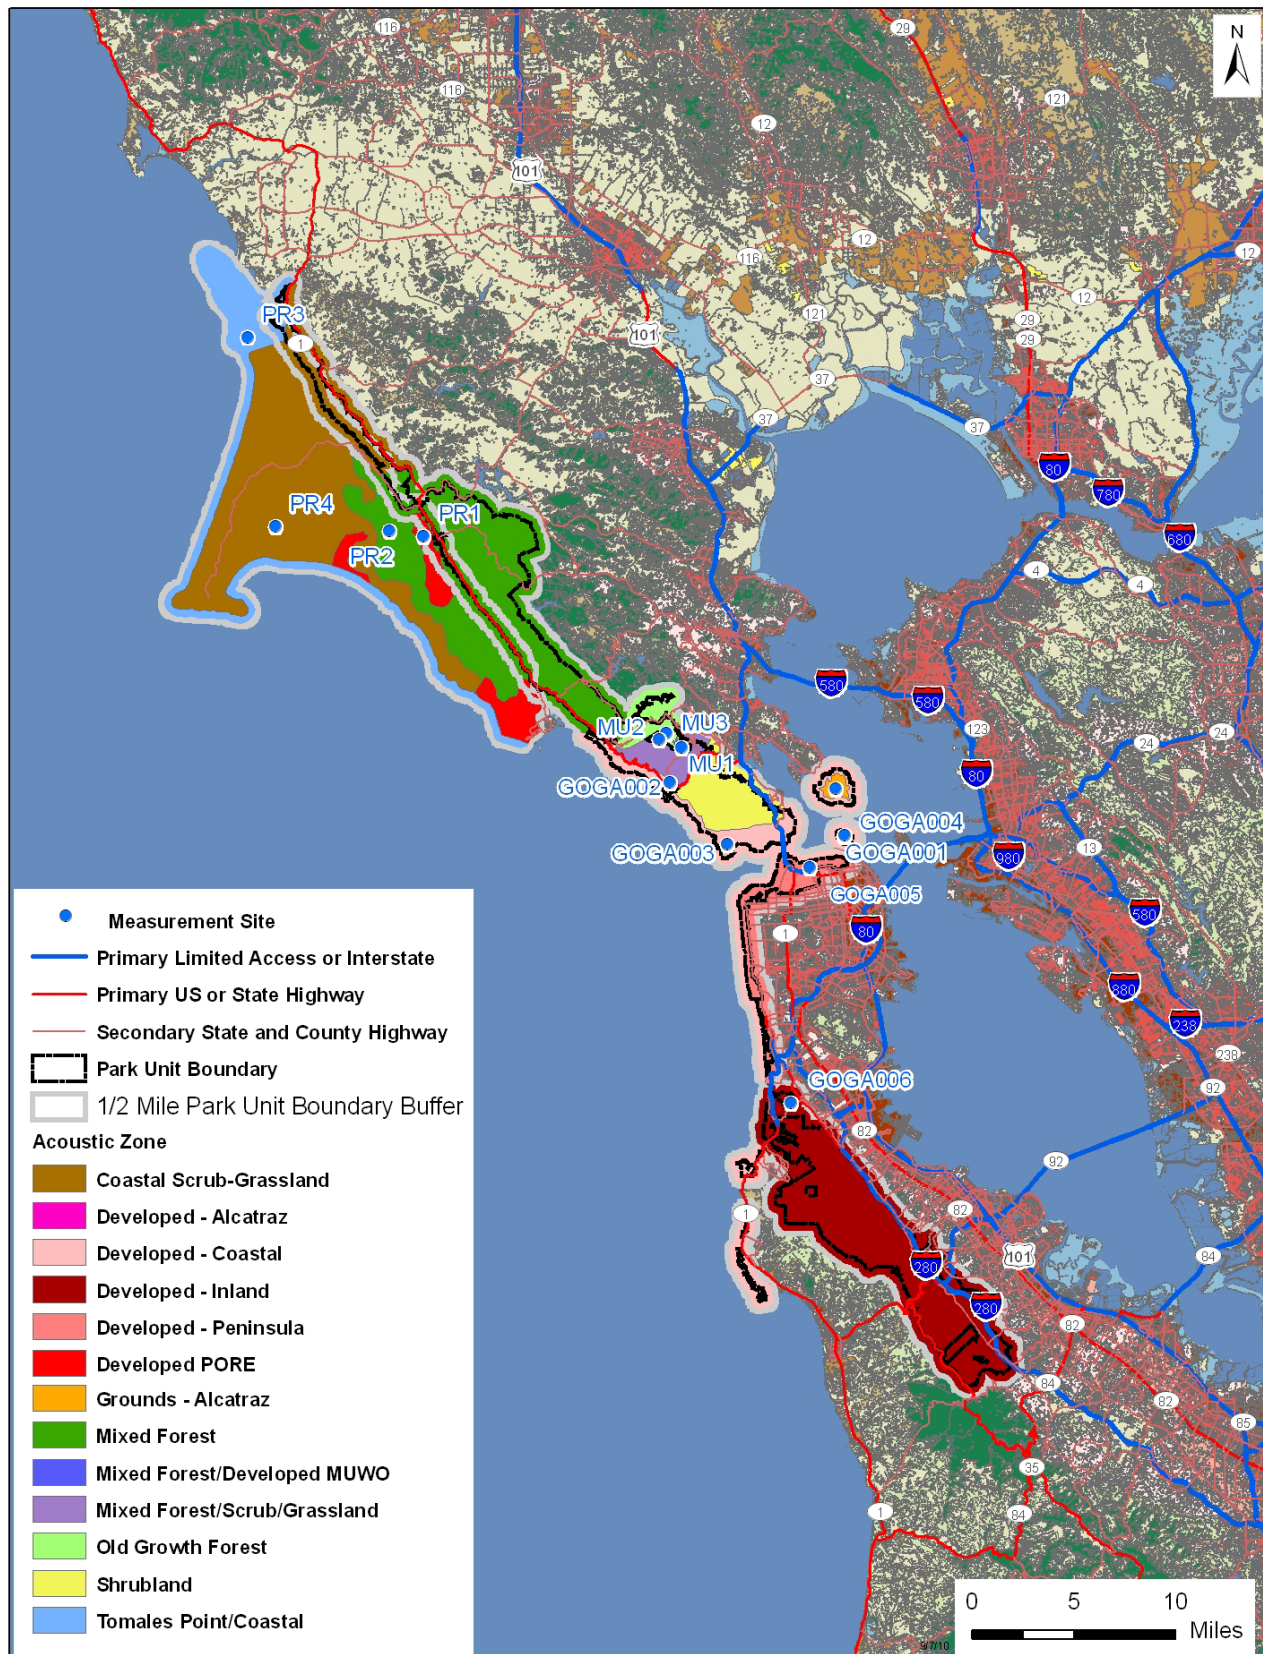 N
116
29
116
121
12
101
12
12
116
121
12
29
PR3
1
101
29
29
37
37
37
80
780
PR4
PR1
680
PR2
4
4
580
580
MU3
MU2
123
24
24
MU1
80
GOGA002
GOGA004
GOGA003
GOGA001
980
13
GOGA005
580
80
1
880
238
238
GOGA006
92
82
92
1
82
101
84
280
280
82
84
82
85
35
1
84
Measurement Site
Primary Limited Access or Interstate
Primary US or State Highway
Secondary State and County Highway
Park Unit Boundary
1/2 Mile Park Unit Boundary Buffer
Acoustic Zone
Coastal Scrub-Grassland
Developed - Alcatraz
Developed - Coastal
Developed - Inland
Developed - Peninsula
Developed PORE
Grounds - Alcatraz
Mixed Forest
Mixed Forest/Developed MUWO
Mixed Forest/Scrub/Grassland
Old Growth Forest
Shrubland
Tomales Point/Coastal
0 5 10
Miles
9/7/10